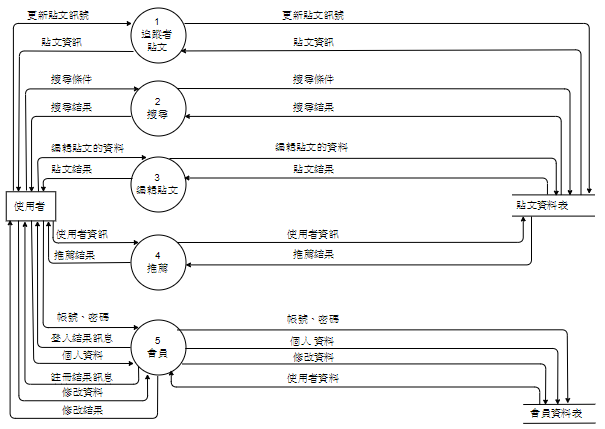 更新貼文訊號
1
追蹤者
貼文
更新貼文訊號
貼文資訊
貼文資訊
搜尋條件
2
搜尋
搜尋條件
搜尋結果
搜尋結果
編輯貼文的資料
3
編輯貼文
編輯貼文的資料
貼文結果
貼文結果
使用者
貼文資料表
使用者資訊
4
推薦
使用者資訊
推薦結果
推薦結果
帳號、密碼
5
會員
帳號、密碼
登入結果訊息
個人 資料
個人資料
修改資料
註冊結果訊息
使用者 資料
修改資料
修改結果
會員資料表